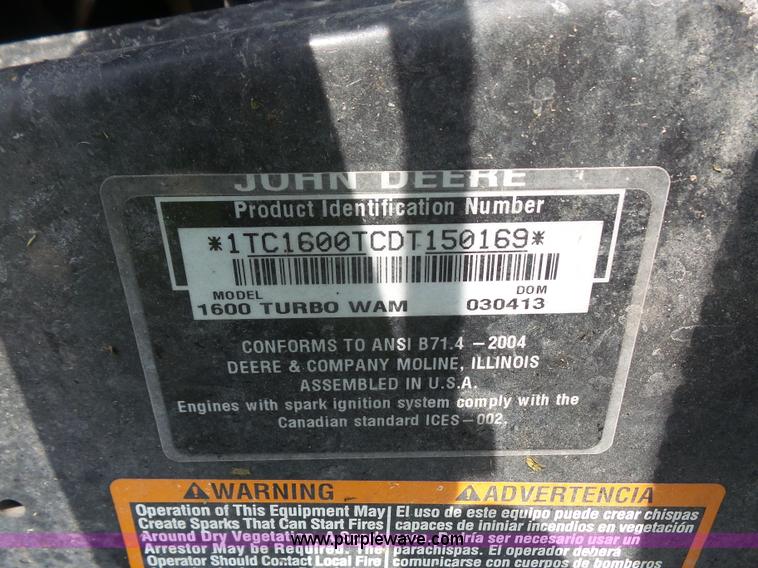 JOHN DEERE
Product Identification Number
*1TC1600TCDT150169*
MODEL DOM
1600 TURBO WAM 030413
CONFORMS TO ANSI B71.4 -2004
DEERE & COMPANY MOLINE, ILLINOIS
ASSEMBLED IN U.S.A.
Engines with spark ignition system comply with the
Canadian standard ICES-002.
WARNING
Operation of This Equipment May
Create Sparks That Can Start Fires
Around Dry Vegetation.
Arrestor May be Required. The
Operator Should Contact Local Fire
ADVERTENCIA
El uso de este equipo puede crear chispas
capaces de ininiar incendios en vegetación
ría ser necesario usar un
parachispas. El operador deberá
comunicarse con cuerpos de bomberos
www.purplewave.com